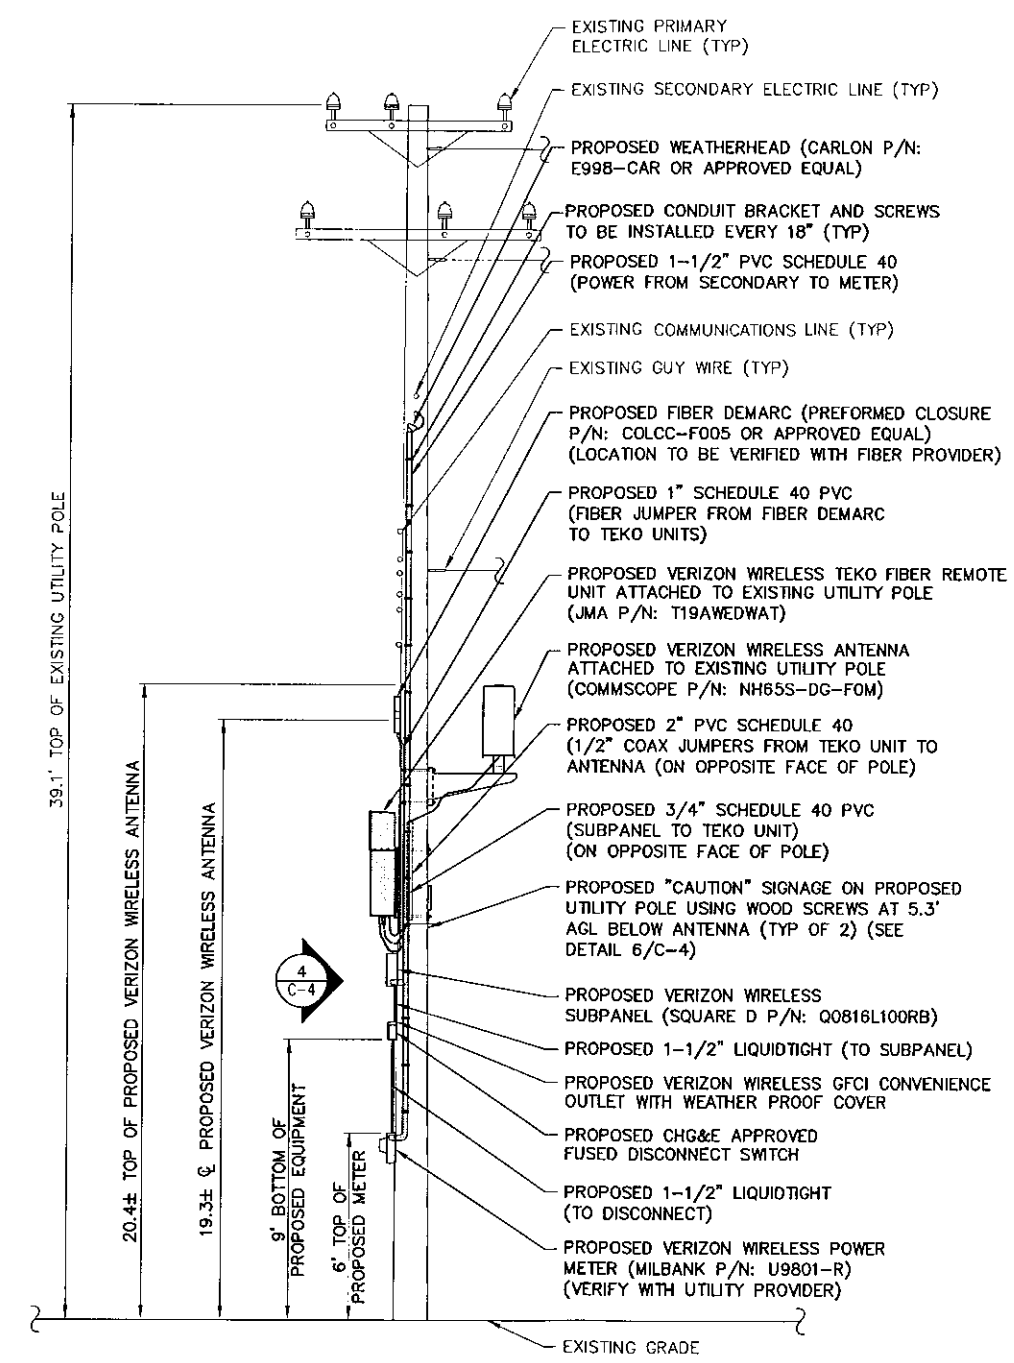 EXISTING PRIMARY
ELECTRIC LINE (TYP)
EXISTING SECONDARY ELECTRIC LINE (TYP)
PROPOSED WEATHERHEAD (CARLON P/N:
E998-CAR OR APPROVED EQUAL)
PROPOSED CONDUIT BRACKET AND SCREWS
TO BE INSTALLED EVERY 18" (TYP)
PROPOSED 1-1/2" PVC SCHEDULE 40
(POWER FROM SECONDARY TO METER)
EXISTING COMMUNICATIONS LINE (TYP)
EXISTING GUY WIRE (TYP)
PROPOSED FIBER DEMARC (PREFORMED CLOSURE
P/N: COLCC-F005 OR APPROVED EQUAL)
(LOCATION TO BE VERIFIED WITH FIBER PROVIDER)
PROPOSED 1" SCHEDULE 40 PVC
(FIBER JUMPER FROM FIBER DEMARC
TO TEKO UNITS)
PROPOSED VERIZON WIRELESS TEKO FIBER REMOTE
UNIT ATTACHED TO EXISTING UTILITY POLE
(JMA P/N: T19AWEDWAT)
PROPOSED VERIZON WIRELESS ANTENNA
ATTACHED TO EXISTING UTILITY POLE
(COMMSCOPE P/N: NH65S-DG-F0M)
PROPOSED 2" PVC SCHEDULE 40
(1/2" COAX JUMPERS FROM TEKO UNIT TO
ANTENNA (ON OPPOSITE FACE OF POLE)
PROPOSED 3/4" SCHEDULE 40 PVC
(SUBPANEL TO TEKO UNIT)
(ON OPPOSITE FACE OF POLE)
PROPOSED "CAUTION" SIGNAGE ON PROPOSED
UTILITY POLE USING WOOD SCREWS AT 5.3'
AGL BELOW ANTENNA (TYP OF 2) (SEE
DETAIL 6/C-4)
PROPOSED VERIZON WIRELESS
SUBPANEL (SQUARE D P/N: Q0816L100RB)
PROPOSED 1-1/2" LIQUIDTIGHT (TO SUBPANEL)
PROPOSED VERIZON WIRELESS GFCI CONVENIENCE
OUTLET WITH WEATHER PROOF COVER
PROPOSED CHG&E APPROVED
FUSED DISCONNECT SWITCH
PROPOSED 1-1/2" LIQUIDTIGHT
(TO DISCONNECT)
PROPOSED VERIZON WIRELESS POWER
METER (MILBANK P/N: U9801-R)
(VERIFY WITH UTILITY PROVIDER)
EXISTING GRADE
39.1' TOP OF EXISTING UTILITY POLE
20.4± TOP OF PROPOSED VERIZON WIRELESS ANTENNA
19.3± ℄ PROPOSED VERIZON WIRELESS ANTENNA
9' BOTTOM OF
PROPOSED EQUIPMENT
6' TOP OF
PROPOSED METER
4
C-4